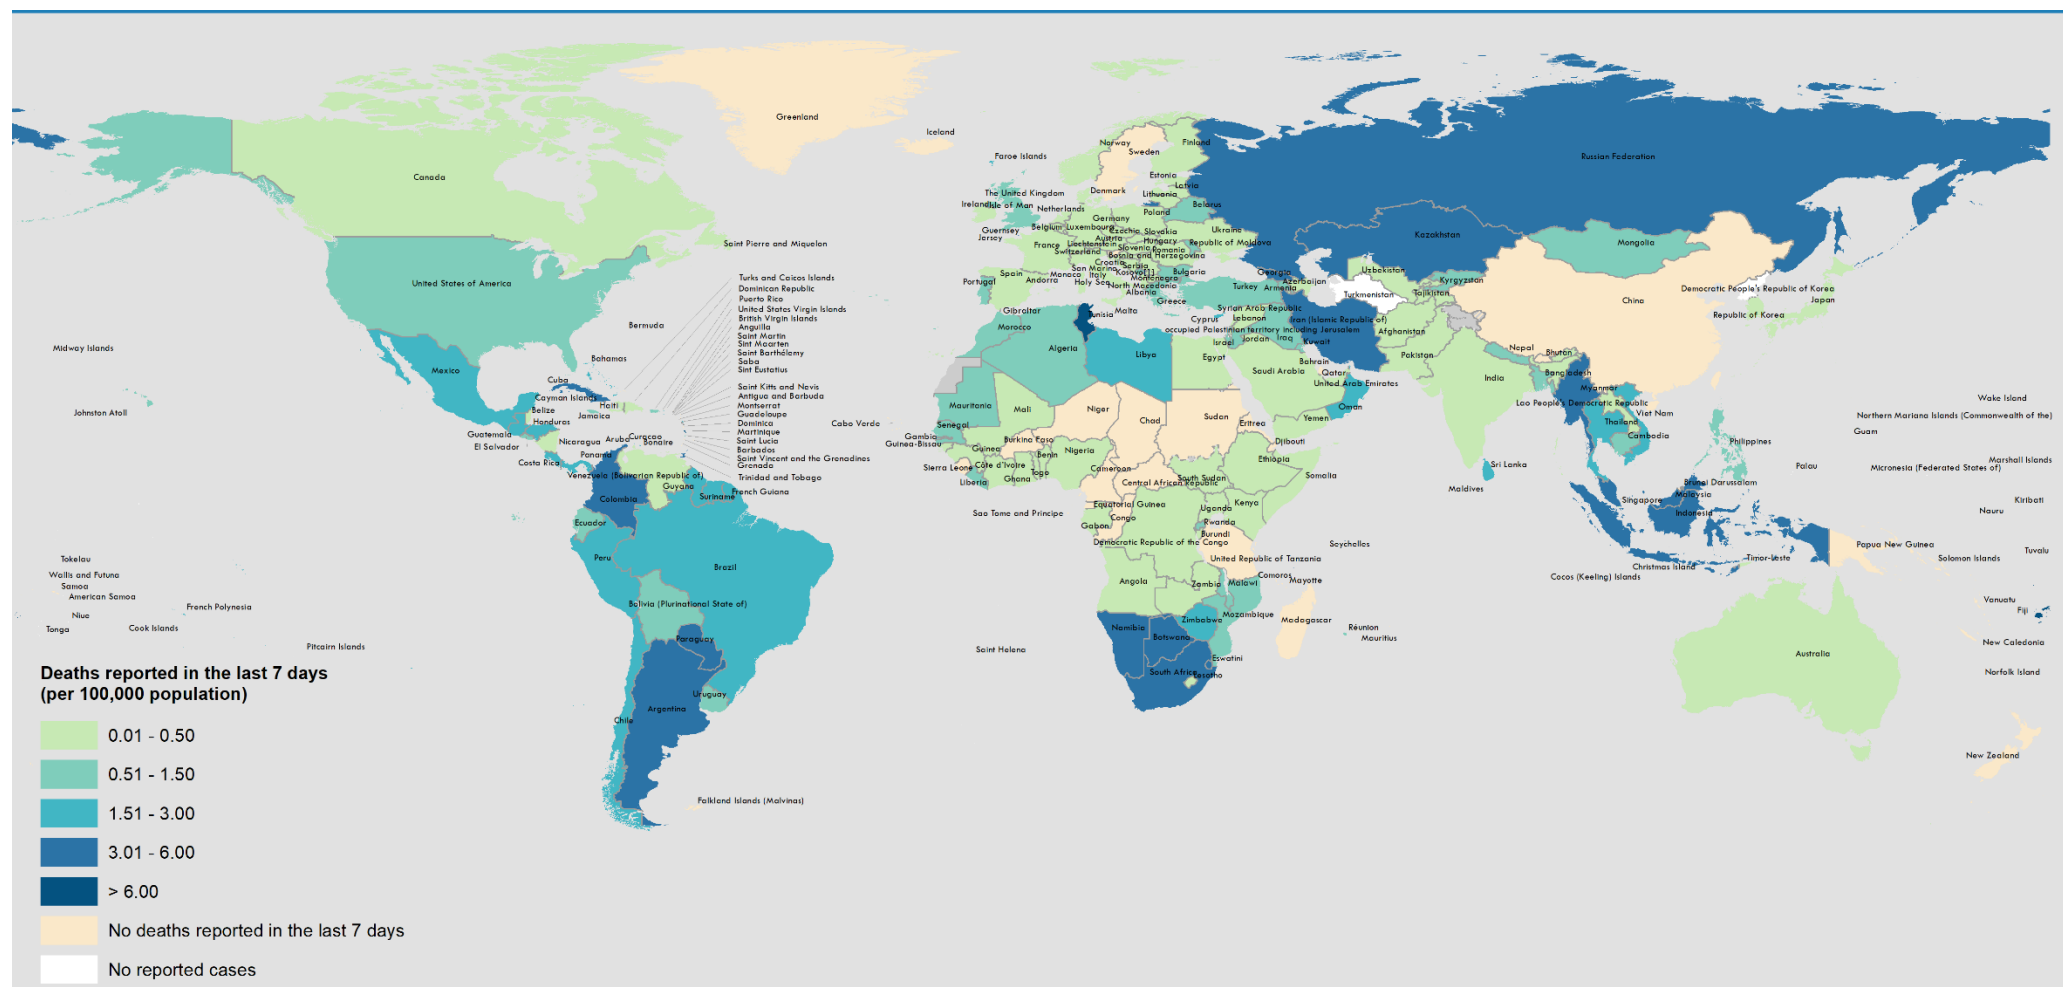 Greenland
Iceland
Faroe Islands
Norway
Sweden
Finland
Russian Federation
Canada
Estonia
Latvia
Denmark
Lithuania
The United Kingdom
Ireland
Isle of Man
Netherlands
Poland
Belarus
Germany
Guernsey
Jersey
Belgium
Luxembourg
Czechia
Slovakia
Austria
Ukraine
France
Liechtenstein
Hungary
Republic of Moldova
Switzerland
Slovenia
Romania
Bosnia and Herzegovina
Croatia
Serbia
San Marino
Kosovo[1]
Spain
Andorra
Monaco
Italy
Montenegro
Bulgaria
Holy See
North Macedonia
Albania
Portugal
Greece
Turkey
Georgia
Armenia
Azerbaijan
Kazakhstan
Mongolia
Uzbekistan
Kyrgyzstan
Turkmenistan
Tajikistan
China
Democratic People's Republic of Korea
Japan
Republic of Korea
Saint Pierre and Miquelon
United States of America
Turks and Caicos Islands
Dominican Republic
Puerto Rico
United States Virgin Islands
British Virgin Islands
Anguilla
Saint Martin
Sint Maarten
Saint Barthélemy
Saba
Sint Eustatius
Saint Kitts and Nevis
Antigua and Barbuda
Montserrat
Guadeloupe
Dominica
Martinique
Saint Lucia
Barbados
Saint Vincent and the Grenadines
Grenada
Trinidad and Tobago
Bermuda
Bahamas
Midway Islands
Johnston Atoll
Mexico
Cuba
Cayman Islands
Haiti
Belize
Jamaica
Honduras
Guatemala
El Salvador
Nicaragua
Aruba
Curacao
Bonaire
Costa Rica
Panama
Venezuela (Bolivarian Republic of)
Guyana
Colombia
Suriname
French Guiana
Ecuador
Peru
Brazil
Bolivia (Plurinational State of)
Paraguay
Uruguay
Argentina
Chile
Falkland Islands (Malvinas)
Gibraltar
Tunisia
Malta
Cyprus
Syrian Arab Republic
Lebanon
Iran (Islamic Republic of)
occupied Palestinian territory including Jerusalem
Israel
Jordan
Iraq
Kuwait
Afghanistan
Morocco
Algeria
Libya
Egypt
Saudi Arabia
Bahrain
Qatar
United Arab Emirates
Oman
Yemen
Pakistan
India
Nepal
Bhutan
Bangladesh
Myanmar
Lao People's Democratic Republic
Viet Nam
Thailand
Cambodia
Philippines
Sri Lanka
Maldives
Brunei Darussalam
Malaysia
Singapore
Indonesia
Timor-Leste
Christmas Island
Cocos (Keeling) Islands
Cabo Verde
Mauritania
Mali
Niger
Chad
Sudan
Eritrea
Djibouti
Senegal
Gambia
Guinea-Bissau
Guinea
Burkina Faso
Benin
Nigeria
Sierra Leone
Côte d'Ivoire
Togo
Ghana
Liberia
Cameroon
Central African Republic
South Sudan
Ethiopia
Somalia
Equatorial Guinea
Sao Tome and Principe
Gabon
Congo
Uganda
Kenya
Rwanda
Burundi
Democratic Republic of the Congo
United Republic of Tanzania
Seychelles
Comoros
Mayotte
Angola
Zambia
Malawi
Mozambique
Madagascar
Zimbabwe
Namibia
Botswana
Eswatini
South Africa
Lesotho
Réunion
Mauritius
Saint Helena
Wake Island
Northern Mariana Islands (Commonwealth of the)
Guam
Marshall Islands
Palau
Micronesia (Federated States of)
Kiribati
Nauru
Papua New Guinea
Solomon Islands
Tuvalu
Vanuatu
Fiji
New Caledonia
Norfolk Island
Australia
New Zealand
Tokelau
Wallis and Futuna
Samoa
American Samoa
Niue
Tonga
Cook Islands
French Polynesia
Pitcairn Islands
Deaths reported in the last 7 days
(per 100,000 population)
0.01 - 0.50
0.51 - 1.50
1.51 - 3.00
3.01 - 6.00
> 6.00
No deaths reported in the last 7 days
No reported cases